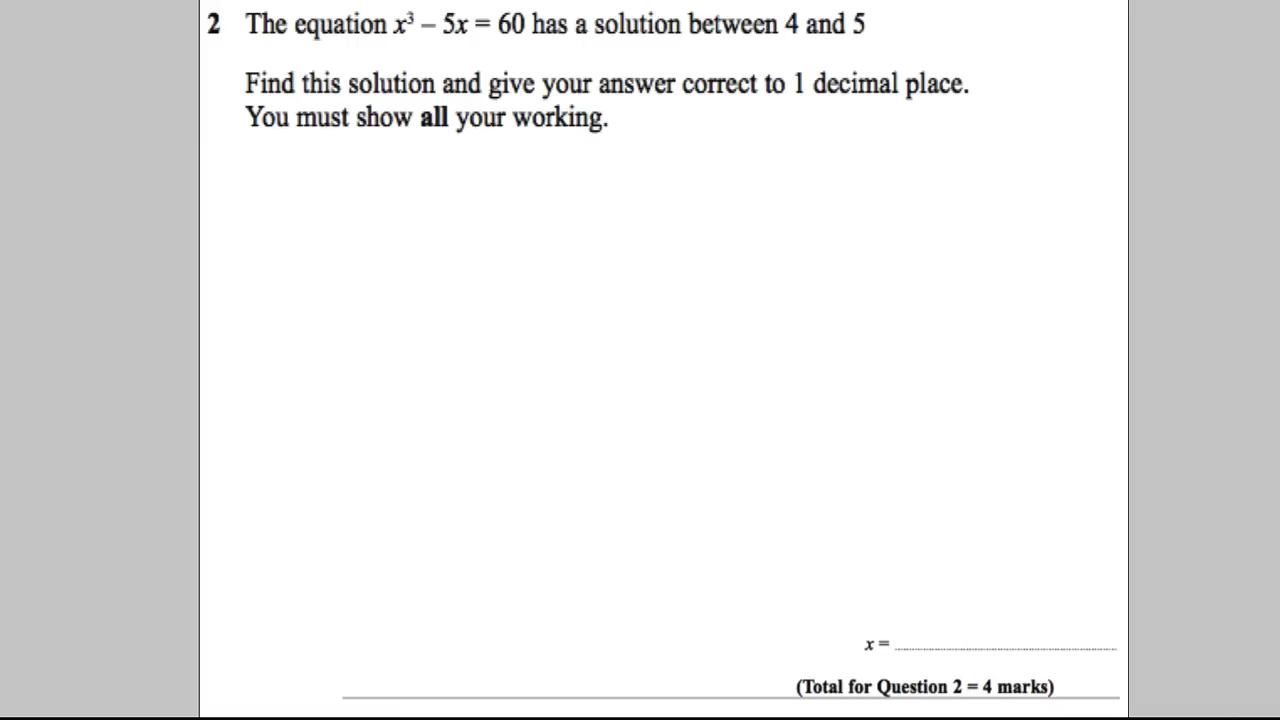 2 The equation x³ – 5x = 60 has a solution between 4 and 5
Find this solution and give your answer correct to 1 decimal place.
You must show all your working.
x = ........................................................
(Total for Question 2 = 4 marks)